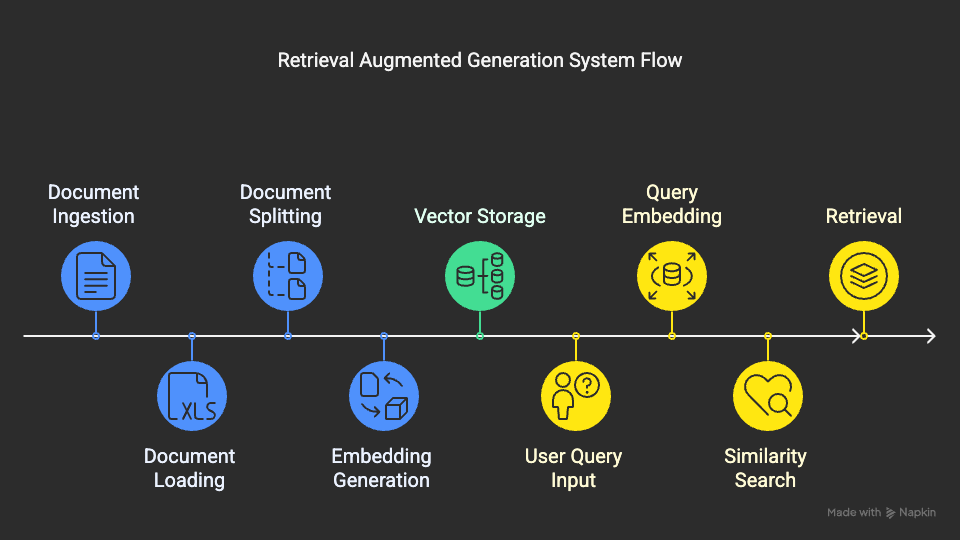 Retrieval Augmented Generation System Flow
Document
Ingestion
XLS
Document
Loading
Document
Splitting
Embedding
Generation
Vector Storage
?
User Query
Input
Query
Embedding
Similarity
Search
Retrieval
Made with Napkin